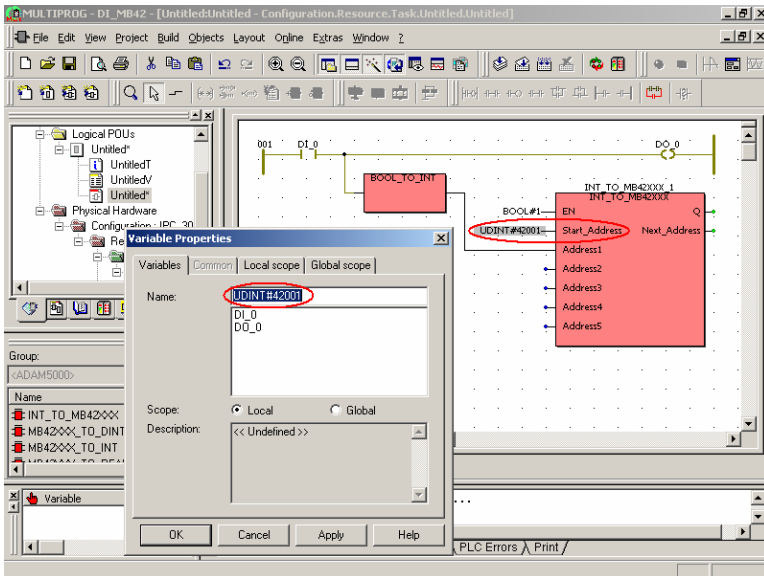 MULTIPROG - DI_MB42 - [Untitled:Untitled - Configuration.Resource.Task.Untitled.Untitled]
File Edit View Project Build Objects Layout Online Extras Window ?
Logical POUs
Untitled*
UntitledT
UntitledV
Untitled*
Physical Hardware
Configuration : IPC_30
Re
Group:
<ADAM5000>
Name
INT_TO_MB42XXX
MB42XXX_TO_DINT
MB42XXX_TO_INT
Variable
001 DI_0 DO_0
BOOL_TO_INT
INT_TO_MB42XXX_1
INT_TO_MB42XXX
BOOL#1 EN Q
UDINT#42001 Start_Address Next_Address
Address1
Address2
Address3
Address4
Address5
Variable Properties
Variables Common Local scope Global scope
Name: UDINT#42001
DI_0
DO_0
Scope: Local Global
Description: << Undefined >>
OK Cancel Apply Help
...
PLC Errors Print